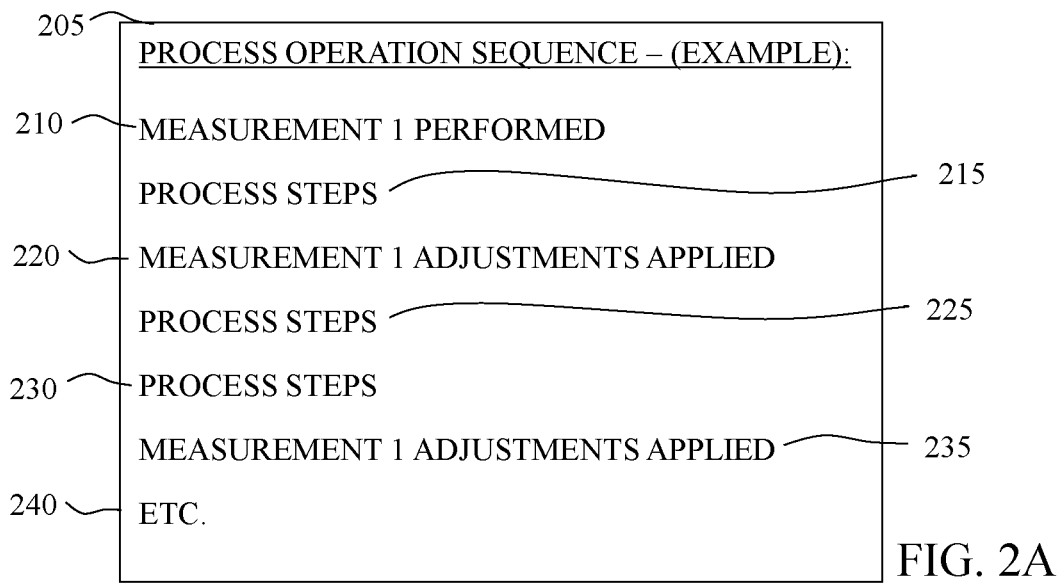 205
PROCESS OPERATION SEQUENCE – (EXAMPLE):
210 MEASUREMENT 1 PERFORMED
PROCESS STEPS 215
220 MEASUREMENT 1 ADJUSTMENTS APPLIED
PROCESS STEPS 225
230 PROCESS STEPS
MEASUREMENT 1 ADJUSTMENTS APPLIED 235
240 ETC.
FIG. 2A